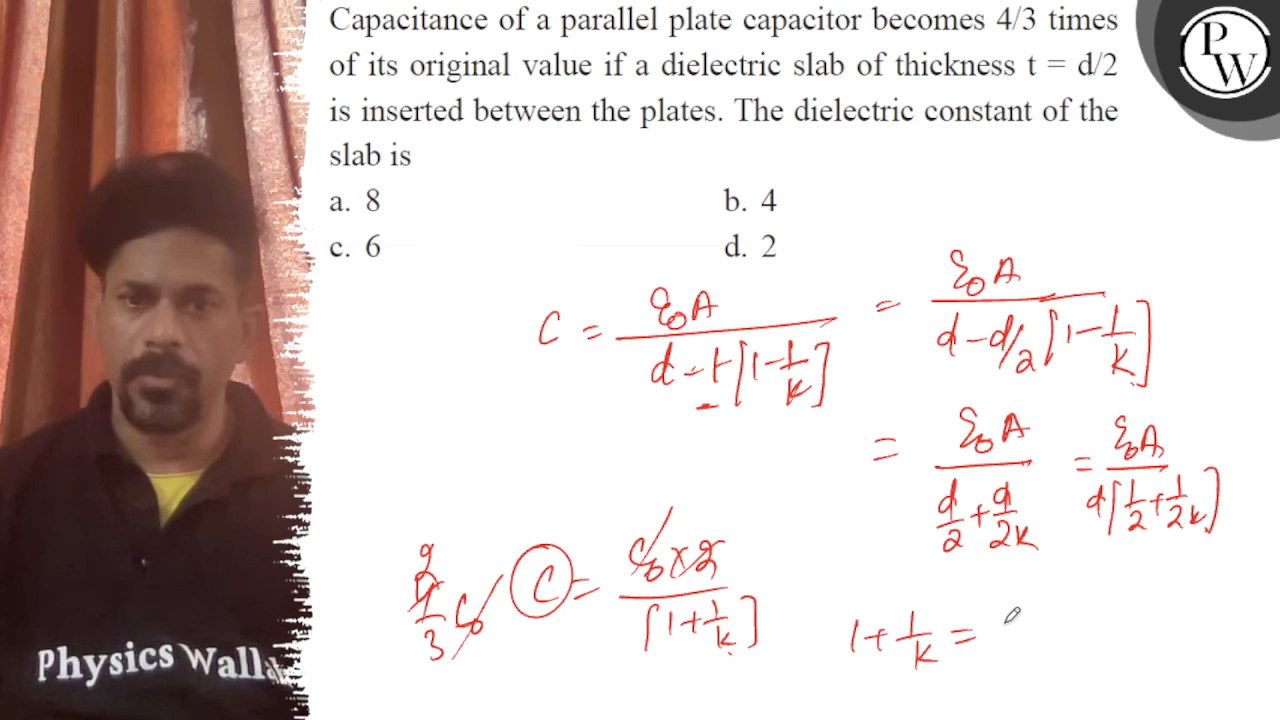 Capacitance of a parallel plate capacitor becomes 4/3 times
of its original value if a dielectric slab of thickness t = d/2
is inserted between the plates. The dielectric constant of the
slab is
a. 8 b. 4
c. 6 d. 2
PW
C = ε₀A / d - t[1 - 1/k] = ε₀A / d - d/2[1 - 1/k]
= ε₀A / d/2 + d/2k = ε₀A / d[1/2 + 1/2k]
4/3 C₀ C = C₀ × 2 / [1 + 1/k]
1 + 1/k =
Physics Walla